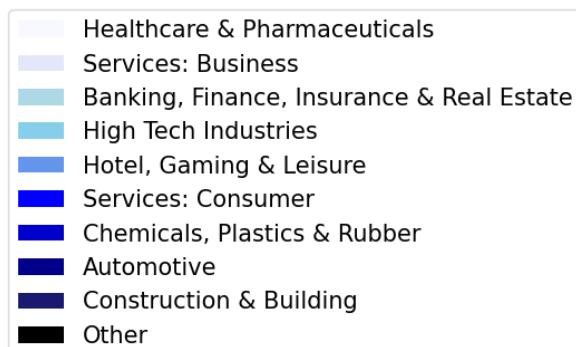 Healthcare & Pharmaceuticals
Services: Business
Banking, Finance, Insurance & Real Estate
High Tech Industries
Hotel, Gaming & Leisure
Services: Consumer
Chemicals, Plastics & Rubber
Automotive
Construction & Building
Other